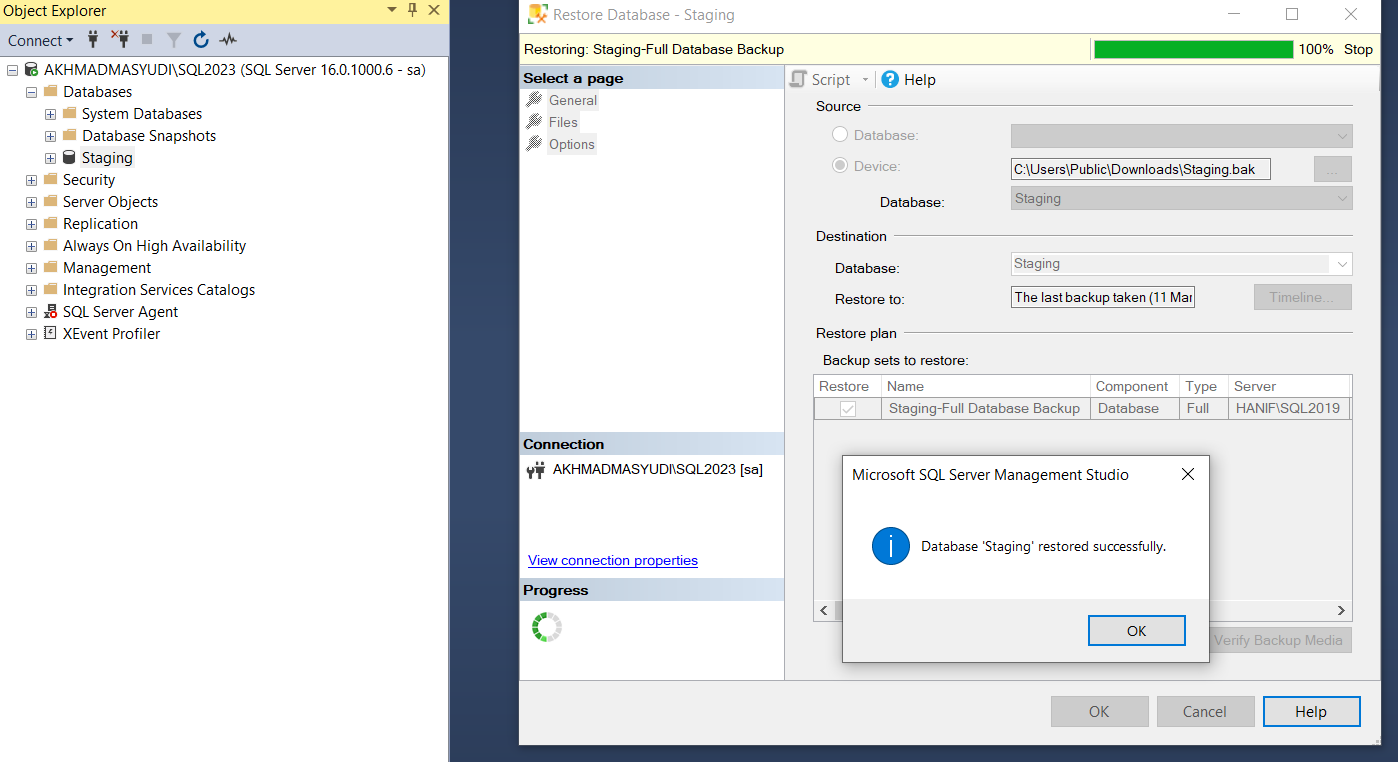 Object Explorer
Connect
AKHMADMASYUDI\SQL2023 (SQL Server 16.0.1000.6 - sa)
Databases
System Databases
Database Snapshots
Staging
Security
Server Objects
Replication
Always On High Availability
Management
Integration Services Catalogs
SQL Server Agent
XEvent Profiler
Restore Database - Staging
Restoring: Staging-Full Database Backup 100% Stop
Select a page
General
Files
Options
Connection
AKHMADMASYUDI\SQL2023 [sa]
View connection properties
Progress
Script Help
Source
Database:
Device: C:\Users\Public\Downloads\Staging.bak ...
Database: Staging
Destination
Database: Staging
Restore to: The last backup taken (11 Mar Timeline...
Restore plan
Backup sets to restore:
Restore Name Component Type Server
Staging-Full Database Backup Database Full HANIF\SQL2019
Microsoft SQL Server Management Studio
Database 'Staging' restored successfully.
OK
Verify Backup Media
OK Cancel Help